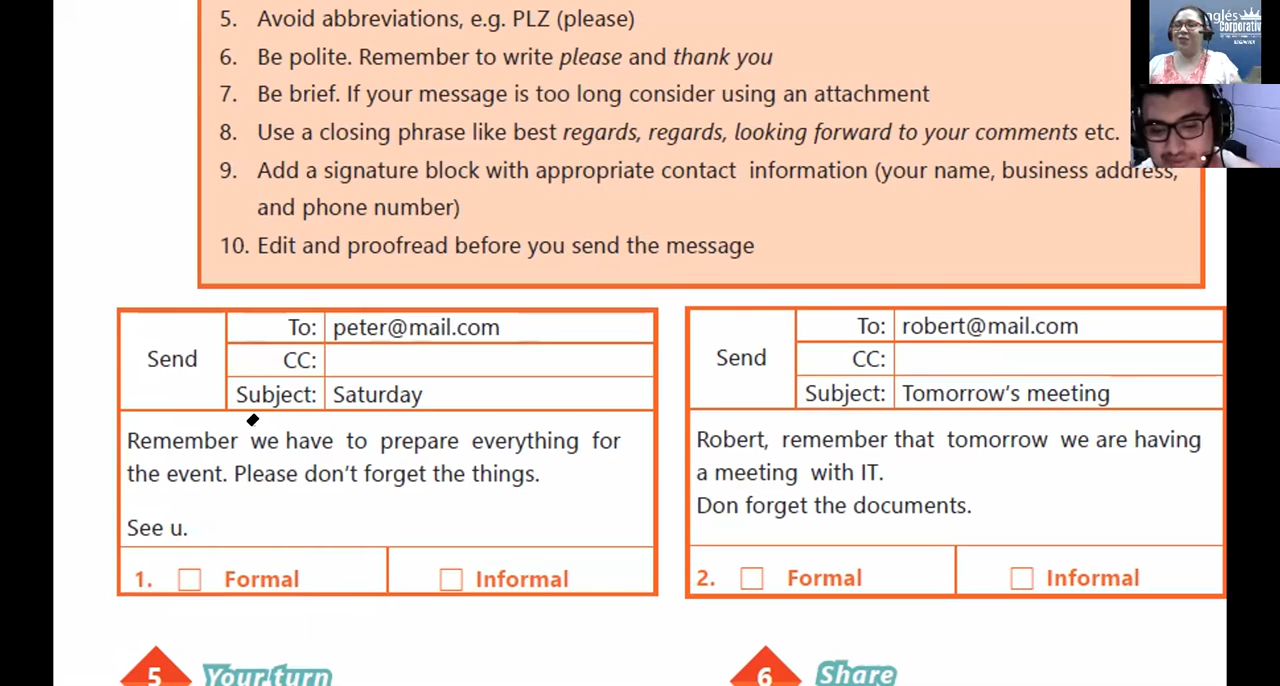 5. Avoid abbreviations, e.g. PLZ (please)
6. Be polite. Remember to write please and thank you
7. Be brief. If your message is too long consider using an attachment
8. Use a closing phrase like best regards, regards, looking forward to your comments etc.
9. Add a signature block with appropriate contact information (your name, business address,
and phone number)
10. Edit and proofread before you send the message
Send
To: peter@mail.com
CC:
Subject: Saturday
Remember we have to prepare everything for
the event. Please don't forget the things.
See u.
1. Formal Informal
Send
To: robert@mail.com
CC:
Subject: Tomorrow's meeting
Robert, remember that tomorrow we are having
a meeting with IT.
Don forget the documents.
2. Formal Informal
5 Your turn
6 Share